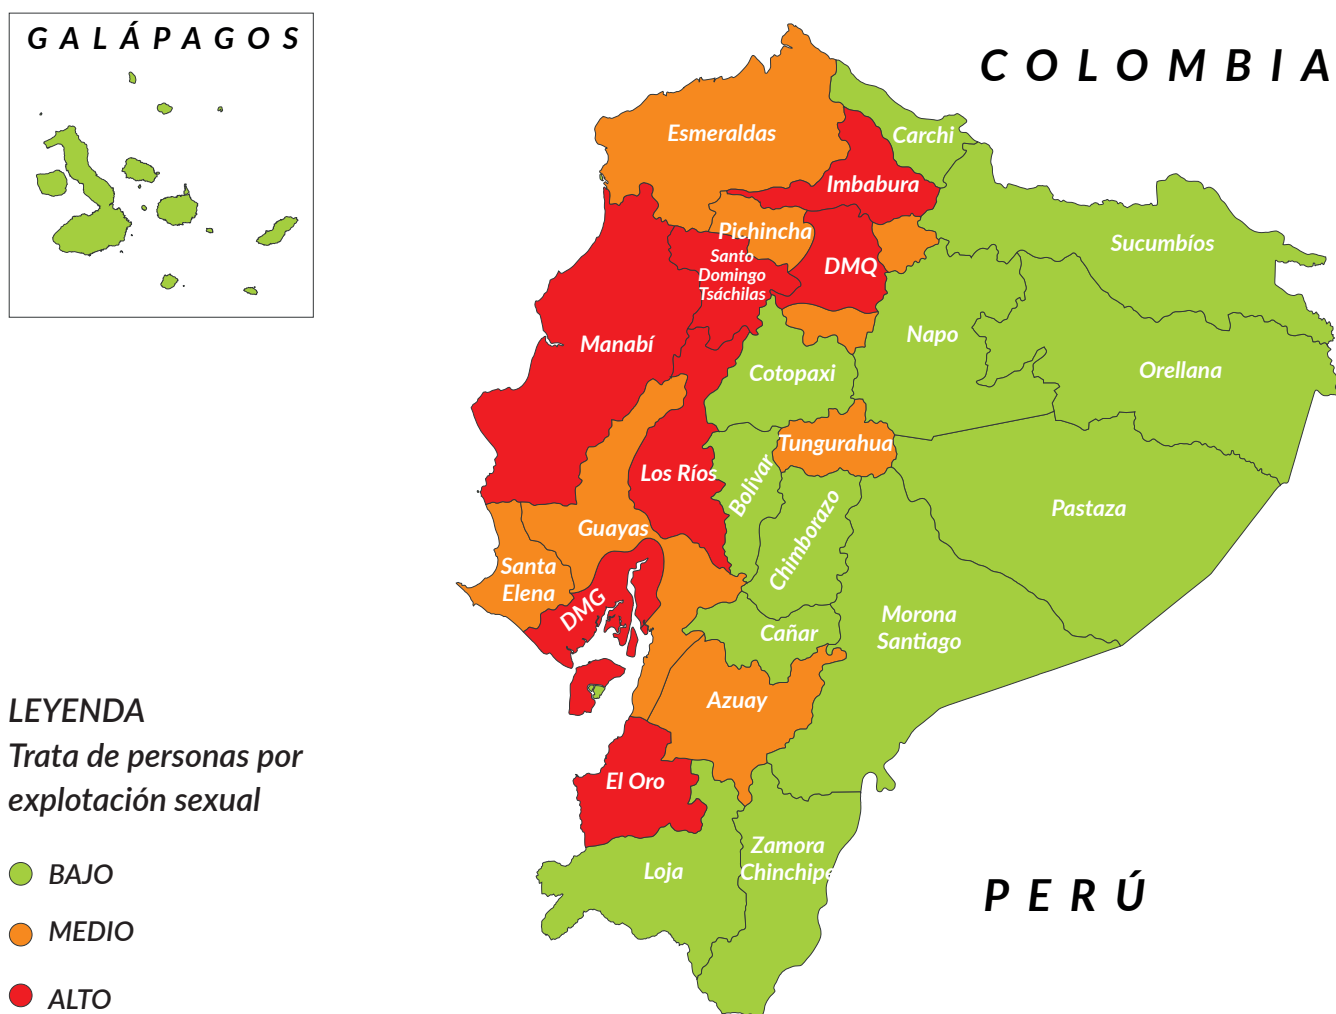 GALÁPAGOS
COLOMBIA
Esmeraldas
Carchi
Imbabura
Pichincha
Santo
Domingo
Tsáchilas
DMQ
Sucumbíos
Manabí
Napo
Cotopaxi
Orellana
Tungurahua
Los Ríos
Bolivar
Pastaza
Guayas
Chimborazo
Santa
Elena
DMG
Cañar
Morona
Santiago
Azuay
El Oro
Loja
Zamora
Chinchipe
PERÚ
LEYENDA
Trata de personas por
explotación sexual
BAJO
MEDIO
ALTO